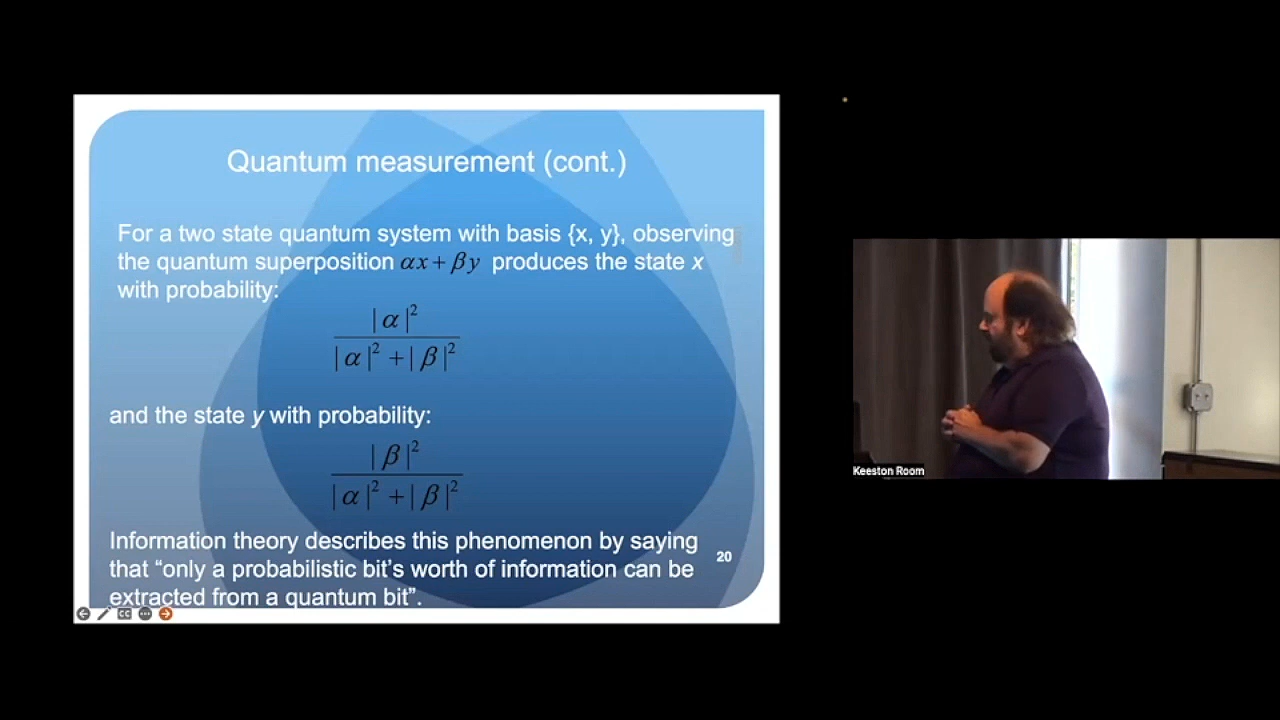 Quantum measurement (cont.)
For a two state quantum system with basis {x, y}, observing
the quantum superposition αx + βy produces the state x
with probability:
|α|²
|α|² + |β|²
and the state y with probability:
|β|²
|α|² + |β|²
Information theory describes this phenomenon by saying
that “only a probabilistic bit’s worth of information can be
extracted from a quantum bit”.
20
CC
Keeston Room